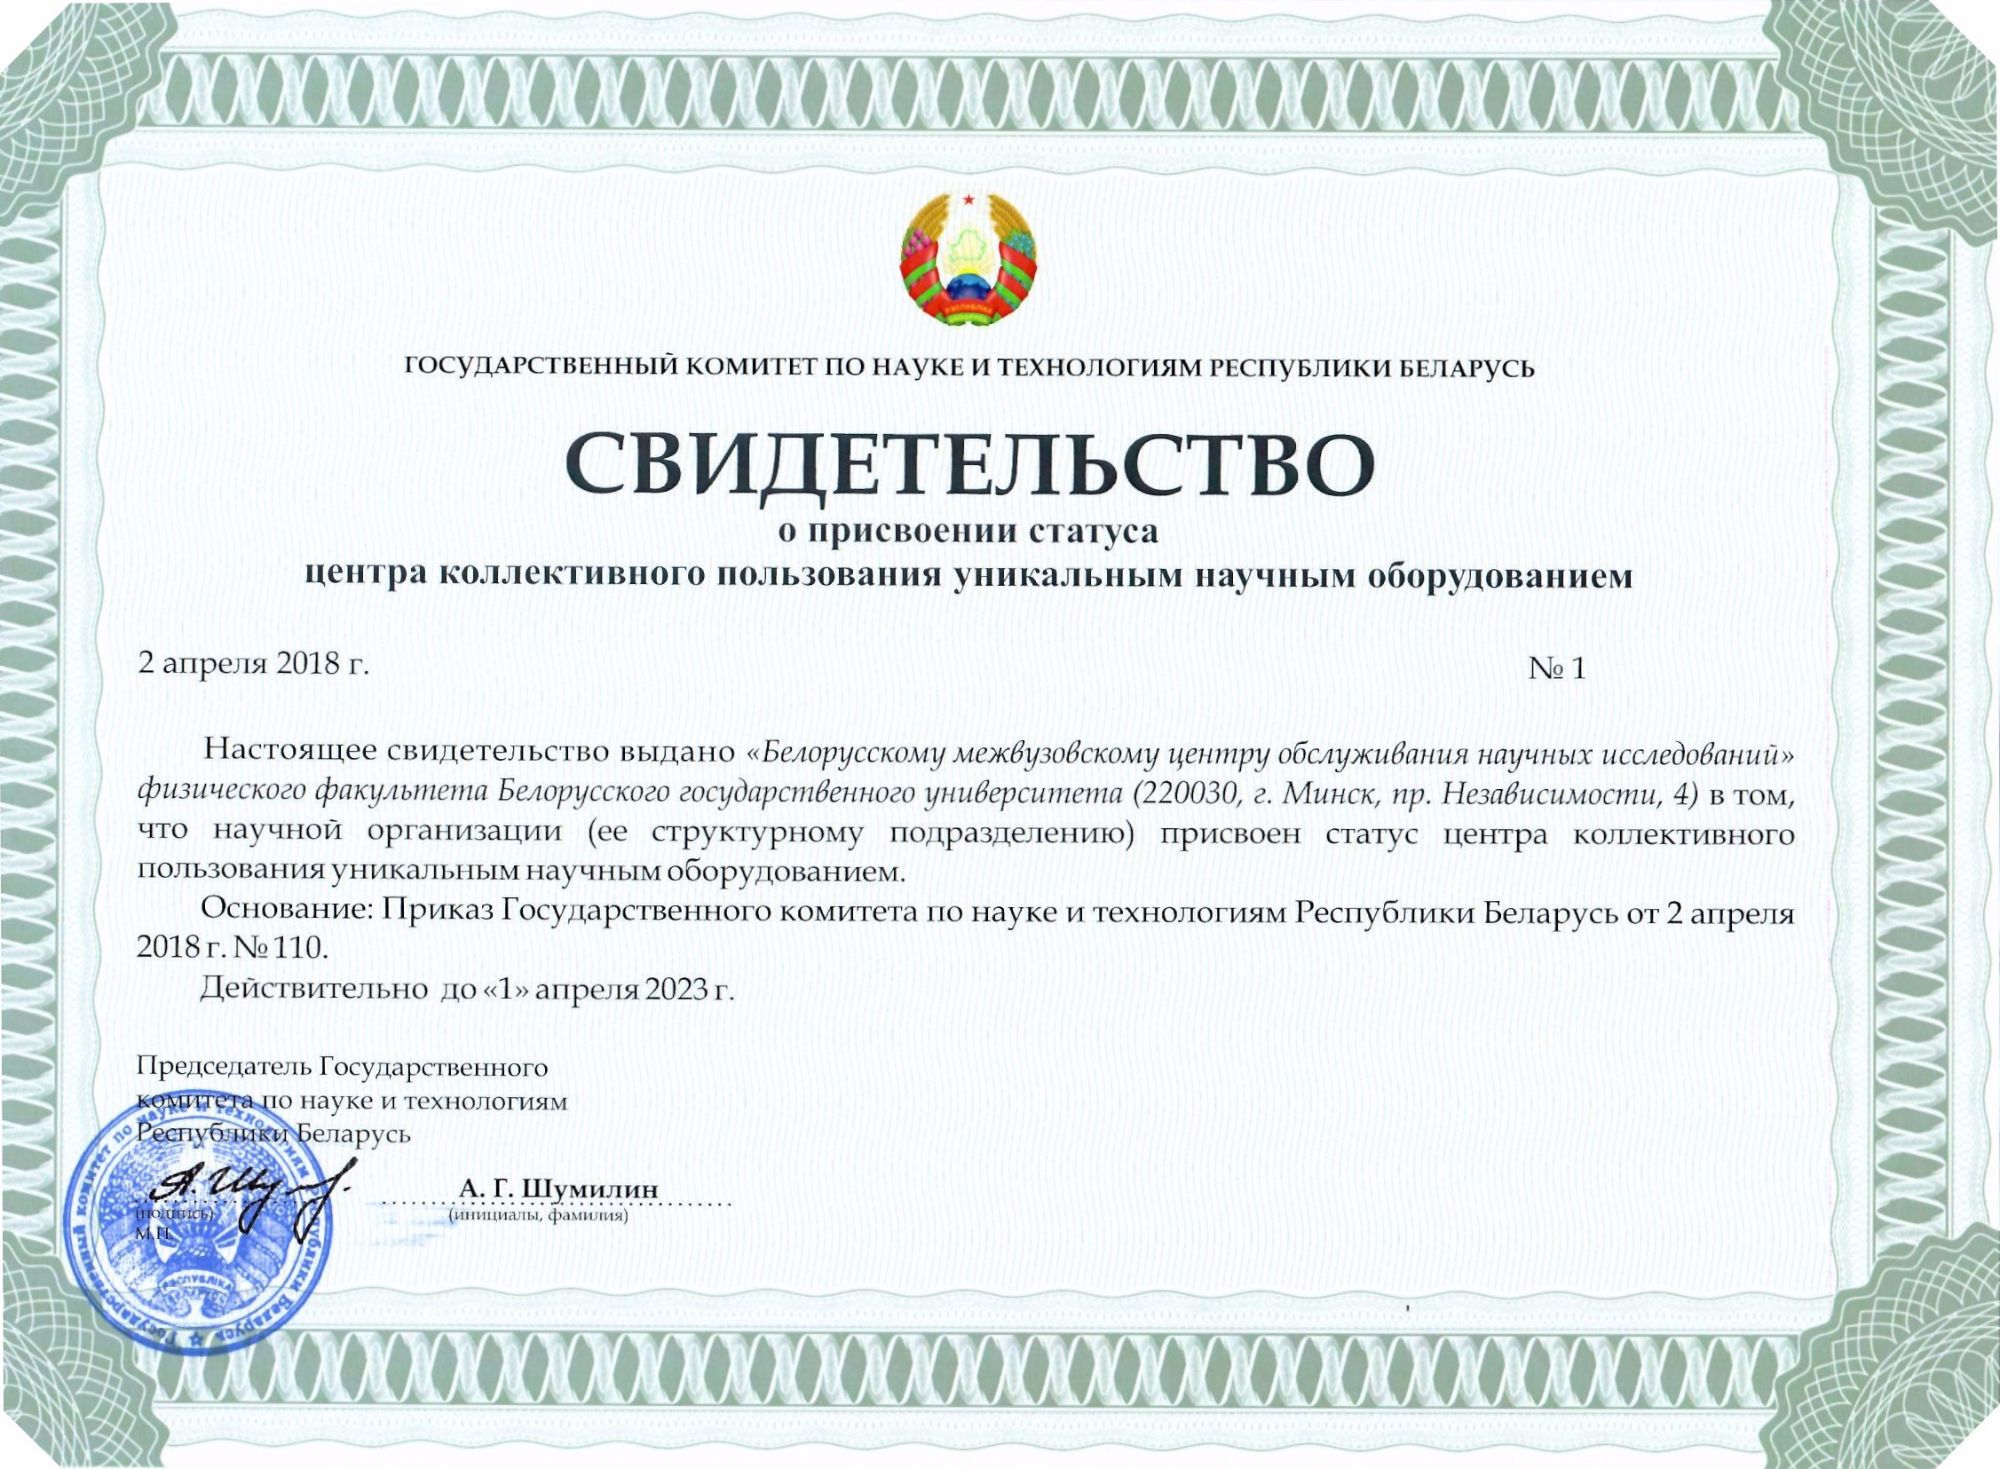 ГОСУДАРСТВЕННЫЙ КОМИТЕТ ПО НАУКЕ И ТЕХНОЛОГИЯМ РЕСПУБЛИКИ БЕЛАРУСЬ
СВИДЕТЕЛЬСТВО
о присвоении статуса
центра коллективного пользования уникальным научным оборудованием
2 апреля 2018 г. № 1
Настоящее свидетельство выдано «Белорусскому межвузовскому центру обслуживания научных исследований»
физического факультета Белорусского государственного университета (220030, г. Минск, пр. Независимости, 4) в том,
что научной организации (ее структурному подразделению) присвоен статус центра коллективного
пользования уникальным научным оборудованием.
Основание: Приказ Государственного комитета по науке и технологиям Республики Беларусь от 2 апреля
2018 г. № 110.
Действительно до «1» апреля 2023 г.
Председатель Государственного
комитета по науке и технологиям
Республики Беларусь
А. Г. Шумилин
(подпись) (инициалы, фамилия)
М.П.
Государственный комитет по науке и технологиям Республики Беларусь
РЭСПУБЛІКА